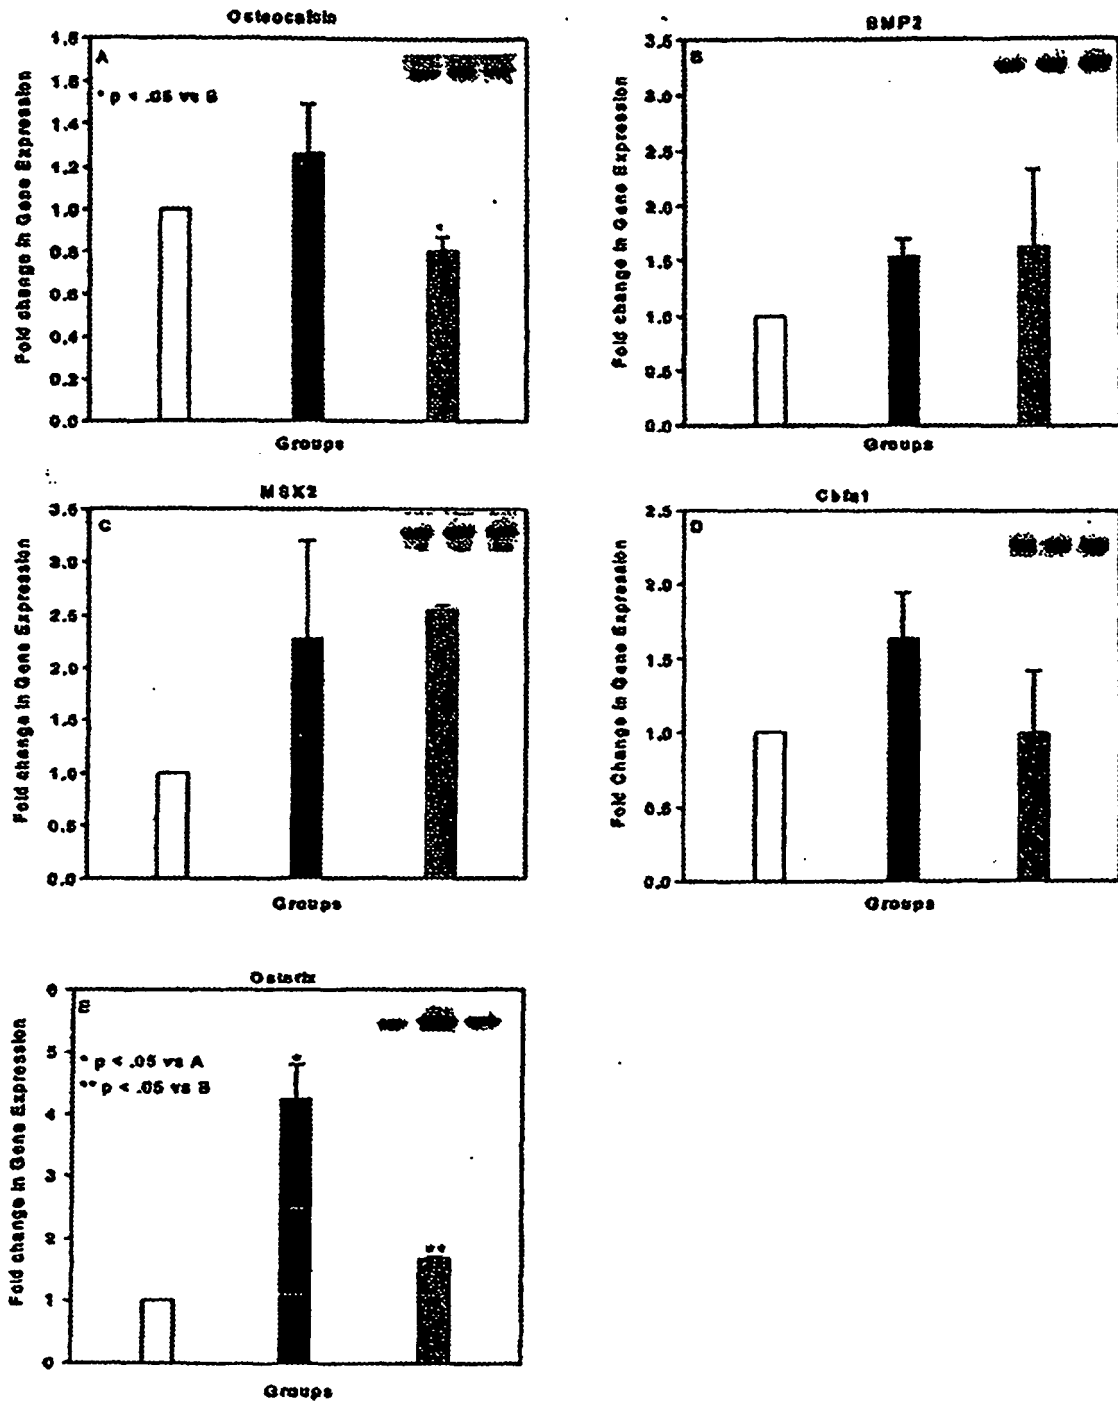 Osteocalcin
1.8
1.6
1.4
1.2
1.0
0.8
0.6
0.4
0.2
0.0
Fold change in Gene Expression
A
* p < .05 vs B
*
Groups
BMP2
3.5
3.0
2.5
2.0
1.5
1.0
0.5
0.0
Fold change in Gene Expression
B
Groups
MSX2
3.5
3.0
2.5
2.0
1.5
1.0
0.5
0.0
Fold change in Gene Expression
C
Groups
Cbfa1
2.5
2.0
1.5
1.0
0.5
0.0
Fold Change in Gene Expression
D
Groups
Osterix
6
5
4
3
2
1
0
Fold change in Gene Expression
E
* p < .05 vs A
** p < .05 vs B
*
**
Groups